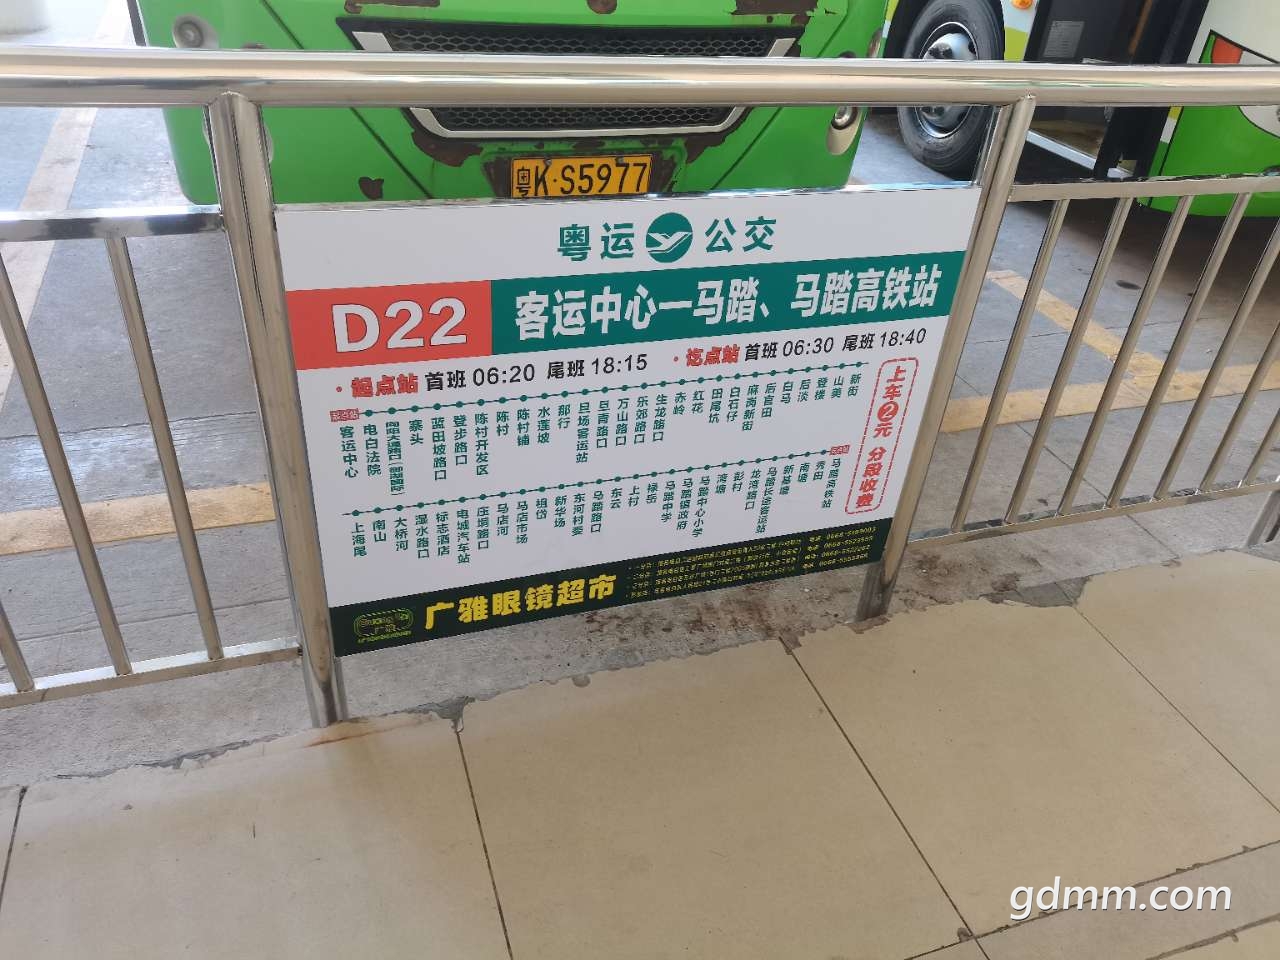 粤K·S5977
粤运 公交
D22 客运中心—马踏、马踏高铁站
·起点站 首班 06:20 尾班 18:15 ·讫点站 首班 06:30 尾班 18:40
起点站
客运中心
电白法院
寨头
蓝田坡路口
登步路口
陈村开发区
陈村
陈村铺
水莲坡
那行
旦场客运站
旱青路口
万山路口
乐郊路口
生龙路口
赤岭
红花
田尾坑
白石仔
麻南新街
后官田
白马
后淡
登楼
山美
新街
上海尾
南山
大桥河
湿水路口
标志酒店
电城汽车站
庄垌路口
马店河
马店市场
祖岱
新华场
东河村委
马踏路口
东云
上村
禄岳
马踏中学
马踏镇政府
马踏中心小学
湾塘
彭村
龙湾路口
马踏长途客运站
新基塘
南塘
秀田
马踏高铁站
上车2元 分段收费
广雅
广雅眼镜超市
gdmm.com